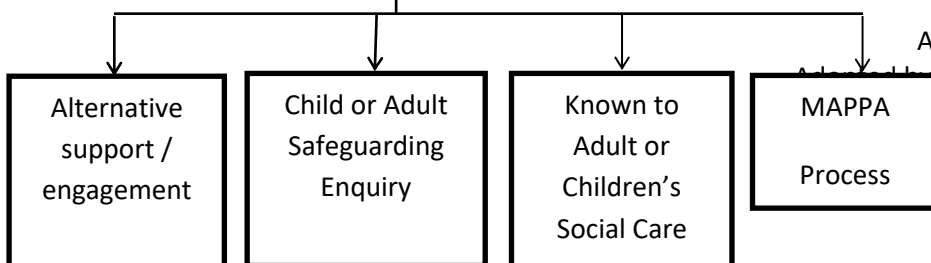 A
Alternative
support /
engagement
Child or Adult
Safeguarding
Enquiry
Known to
Adult or
Children’s
Social Care
MAPPA
Process